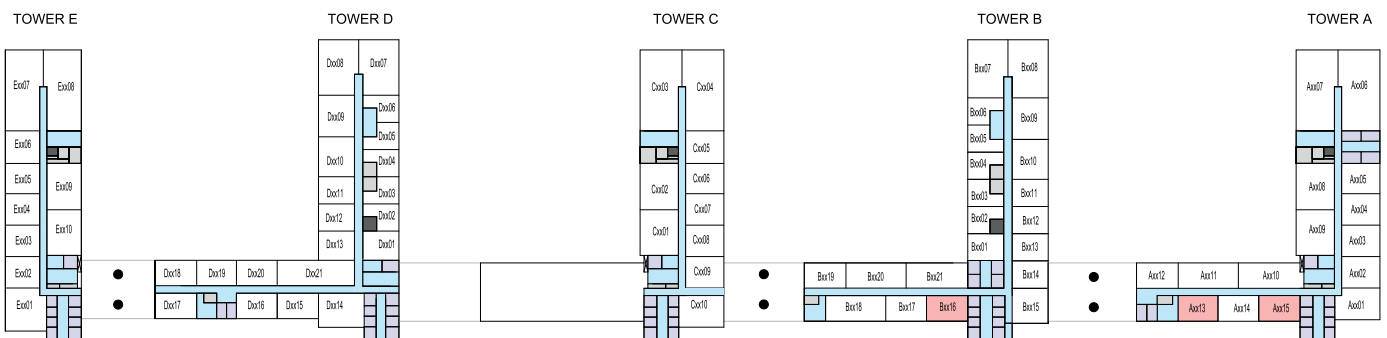 TOWER E
TOWER D
TOWER C
TOWER B
TOWER A
Exx07
Exx08
Exx06
Exx05
Exx09
Exx04
Exx03
Exx10
Exx02
Exx01
Dxx08
Dxx07
Dxx06
Dxx09
Dxx05
Dxx10
Dxx04
Dxx11
Dxx03
Dxx12
Dxx02
Dxx13
Dxx01
Dxx18
Dxx19
Dxx20
Dxx21
Dxx17
Dxx16
Dxx15
Dxx14
Cxx03
Cxx04
Cxx05
Cxx02
Cxx06
Cxx07
Cxx01
Cxx08
Cxx09
Cxx10
Bxx07
Bxx08
Bxx06
Bxx09
Bxx05
Bxx04
Bxx10
Bxx03
Bxx11
Bxx02
Bxx12
Bxx01
Bxx13
Bxx19
Bxx20
Bxx21
Bxx14
Bxx18
Bxx17
Bxx16
Bxx15
Axx07
Axx06
Axx08
Axx05
Axx04
Axx09
Axx03
Axx12
Axx11
Axx10
Axx02
Axx13
Axx14
Axx15
Axx01